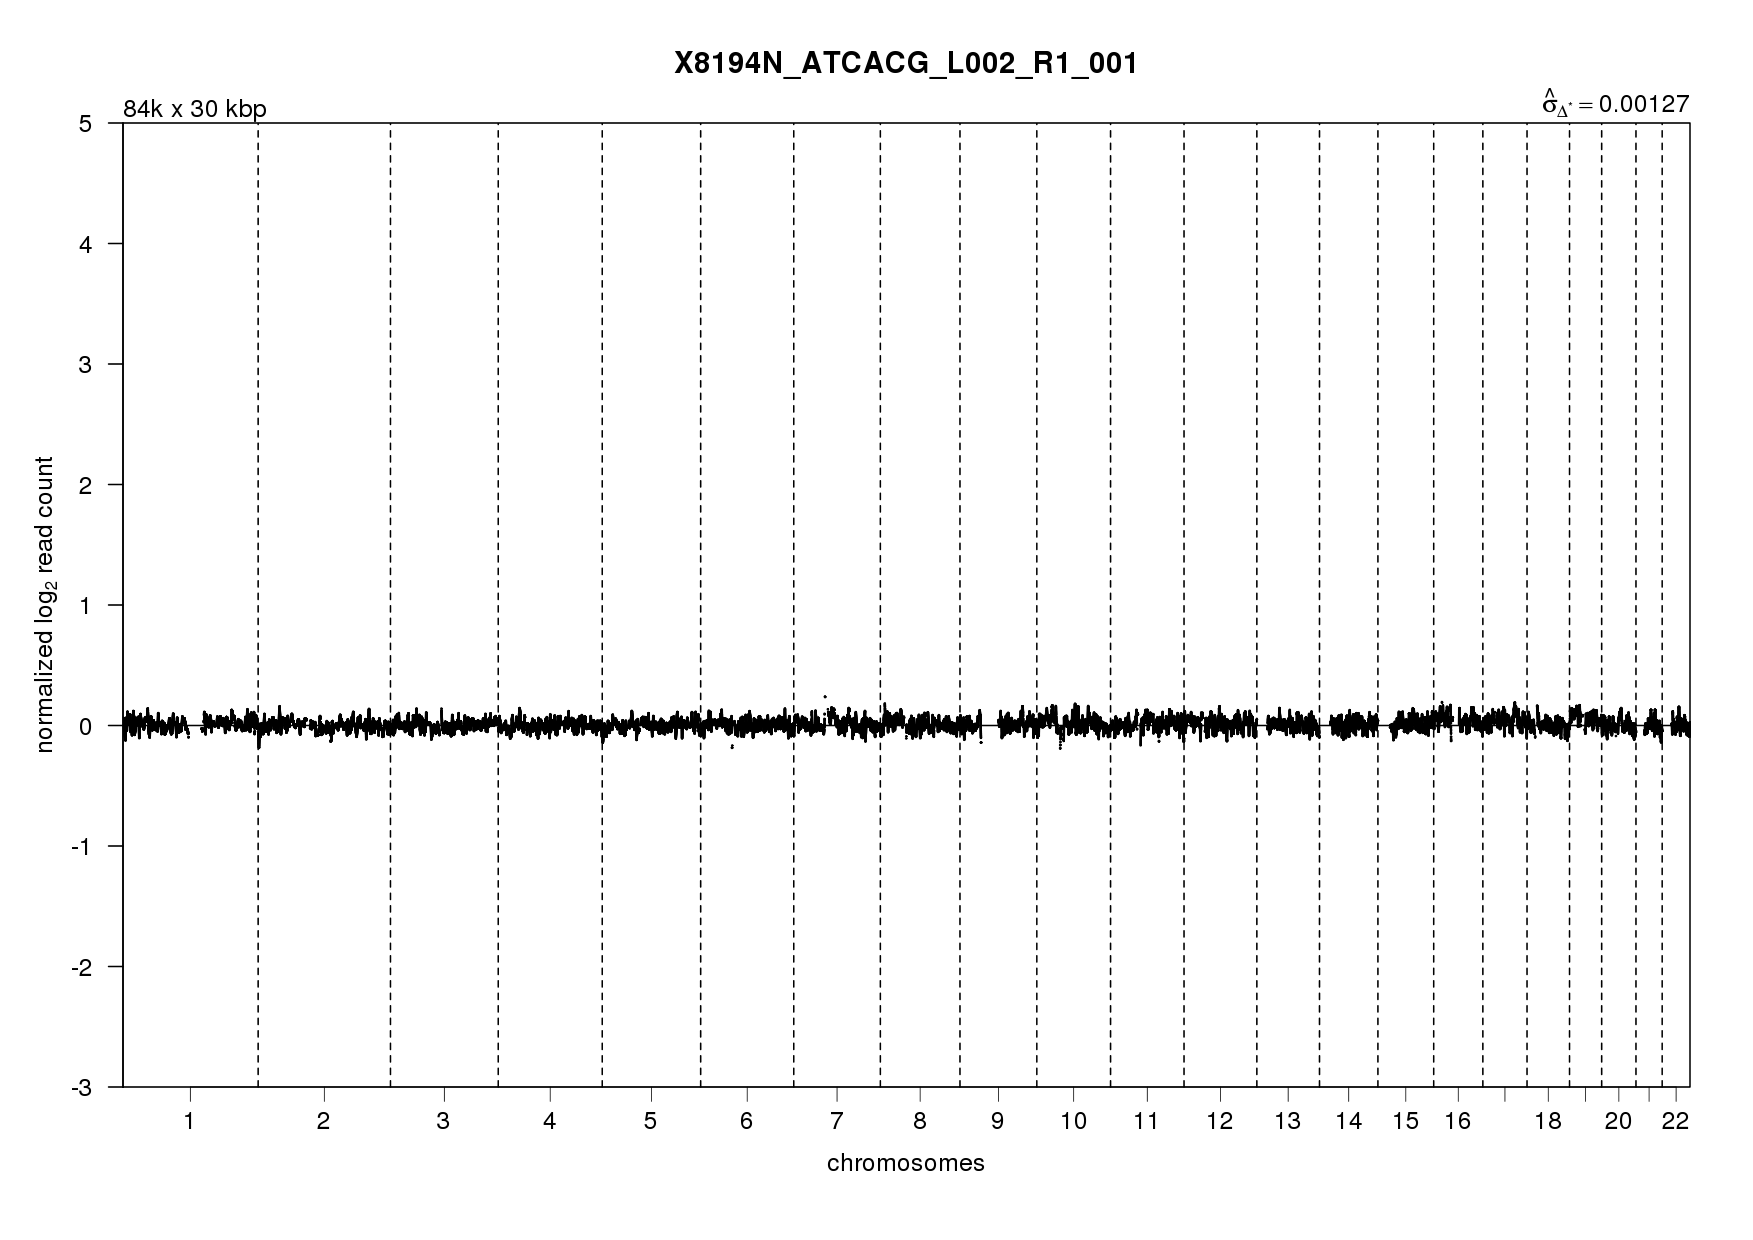 X8194N_ATCACG_L002_R1_001
84k x 30 kbp
σ̂Δ* = 0.00127
5
4
3
2
1
0
-1
-2
-3
normalized log₂ read count
1 2 3 4 5 6 7 8 9 10 11 12 13 14 15 16 18 20 22
chromosomes